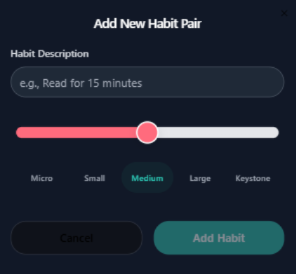 Add New Habit Pair
Habit Description
e.g., Read for 15 minutes
Micro Small Medium Large Keystone
Cancel Add Habit